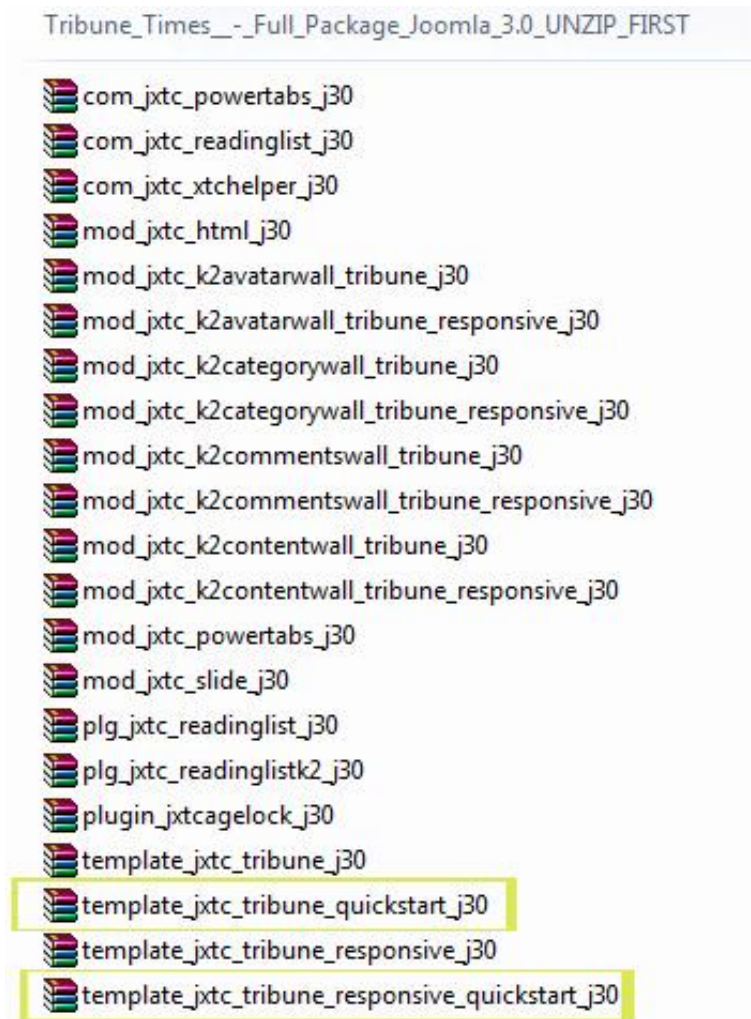 Tribune_Times__-_Full_Package_Joomla_3.0_UNZIP_FIRST
com_jxtc_powertabs_j30
com_jxtc_readinglist_j30
com_jxtc_xtchelper_j30
mod_jxtc_html_j30
mod_jxtc_k2avatarwall_tribune_j30
mod_jxtc_k2avatarwall_tribune_responsive_j30
mod_jxtc_k2categorywall_tribune_j30
mod_jxtc_k2categorywall_tribune_responsive_j30
mod_jxtc_k2commentswall_tribune_j30
mod_jxtc_k2commentswall_tribune_responsive_j30
mod_jxtc_k2contentwall_tribune_j30
mod_jxtc_k2contentwall_tribune_responsive_j30
mod_jxtc_powertabs_j30
mod_jxtc_slide_j30
plg_jxtc_readinglist_j30
plg_jxtc_readinglistk2_j30
plugin_jxtcagelock_j30
template_jxtc_tribune_j30
template_jxtc_tribune_quickstart_j30
template_jxtc_tribune_responsive_j30
template_jxtc_tribune_responsive_quickstart_j30